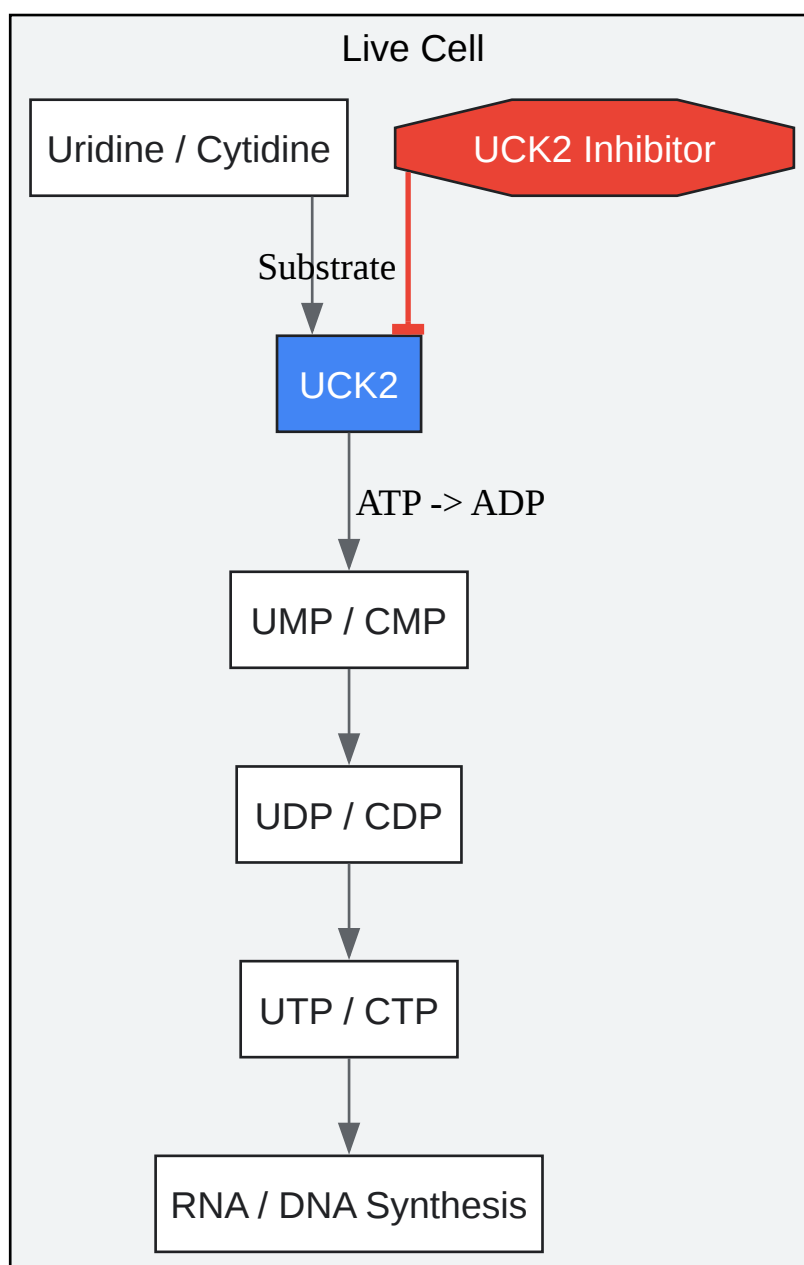 Live Cell
Uridine / Cytidine
UCK2 Inhibitor
Substrate
UCK2
ATP -> ADP
UMP / CMP
UDP / CDP
UTP / CTP
RNA / DNA Synthesis